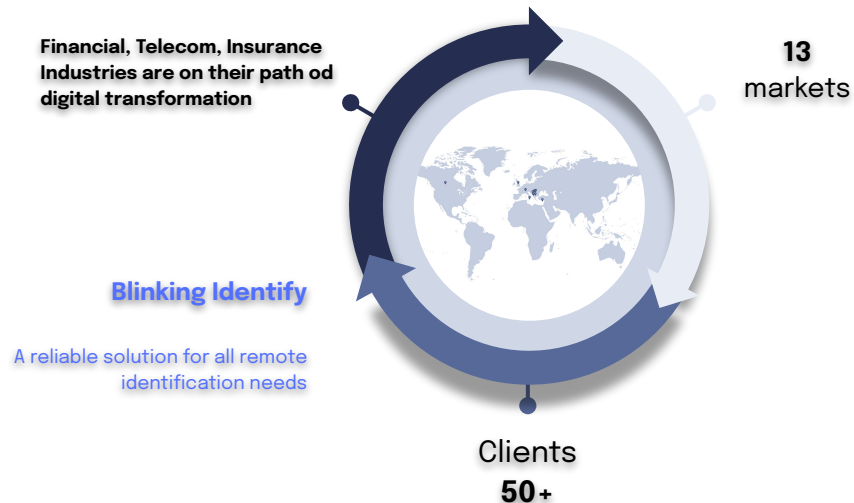 Financial, Telecom, Insurance
Industries are on their path od
digital transformation
13
markets
Blinking Identify
A reliable solution for all remote
identification needs
Clients
50+